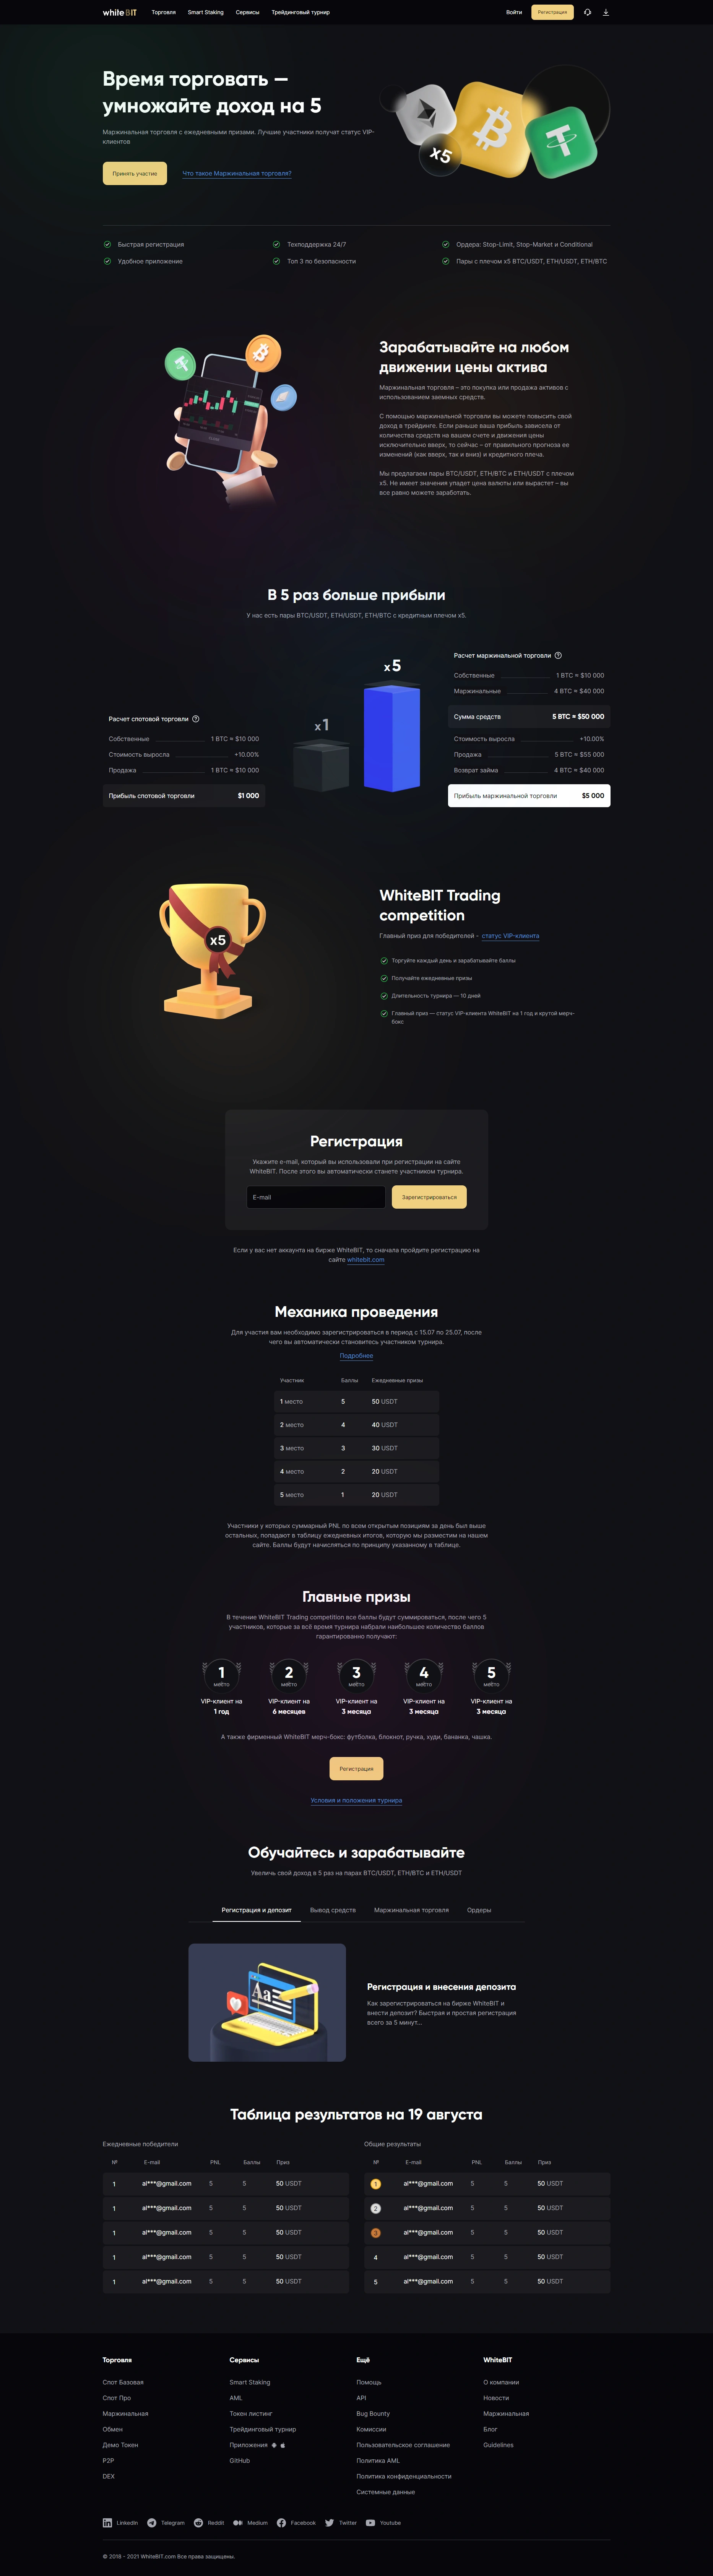 whiteBIT Торговля Smart Staking Сервисы Трейдинговый турнир Войти Регистрация
Время торговать —
умножайте доход на 5
Маржинальная торговля с ежедневными призами. Лучшие участники получат статус VIP-
клиентов
Принять участие Что такое Маржинальная торговля?
x5
Быстрая регистрация Техподдержка 24/7 Ордера: Stop-Limit, Stop-Market и Conditional
Удобное приложение Топ 3 по безопасности Пары с плечом x5 BTC/USDT, ETH/USDT, ETH/BTC
Зарабатывайте на любом
движении цены актива
Маржинальная торговля – это покупка или продажа активов с
использованием заемных средств.
С помощью маржинальной торговли вы можете повысить свой
доход в трейдинге. Если раньше ваша прибыль зависела от
количества средств на вашем счете и движения цены
исключительно вверх, то сейчас – от правильного прогноза ее
изменений (как вверх, так и вниз) и кредитного плеча.
Мы предлагаем пары BTC/USDT, ETH/BTC и ETH/USDT с плечом
x5. Не имеет значения упадет цена валюты или вырастет – вы
все равно можете заработать.
В 5 раз больше прибыли
У нас есть пары BTC/USDT, ETH/USDT, ETH/BTC с кредитным плечом x5.
Расчет спотовой торговли
Собственные 1 BTC ≈ $10 000
Стоимость выросла +10.00%
Продажа 1 BTC ≈ $10 000
Прибыль спотовой торговли $1 000
x1
x5
Расчет маржинальной торговли
Собственные 1 BTC ≈ $10 000
Маржинальные 4 BTC ≈ $40 000
Сумма средств 5 BTC ≈ $50 000
Стоимость выросла +10.00%
Продажа 5 BTC ≈ $55 000
Возврат займа 4 BTC ≈ $40 000
Прибыль маржинальной торговли $5 000
x5
WhiteBIT Trading
competition
Главный приз для победителей - статус VIP-клиента
Торгуйте каждый день и зарабатывайте баллы
Получайте ежедневные призы
Длительность турнира — 10 дней
Главный приз — статус VIP-клиента WhiteBIT на 1 год и крутой мерч-
бокс
Регистрация
Укажите e-mail, который вы использовали при регистрации на сайте
WhiteBIT. После этого вы автоматически станете участником турнира.
E-mail Зарегистрироваться
Если у вас нет аккаунта на бирже WhiteBIT, то сначала пройдите регистрацию на
сайте whitebit.com
Механика проведения
Для участия вам необходимо зарегистрироваться в период с 15.07 по 25.07, после
чего вы автоматически становитесь участником турнира.
Подробнее
Участник Баллы Ежедневные призы
1 место 5 50 USDT
2 место 4 40 USDT
3 место 3 30 USDT
4 место 2 20 USDT
5 место 1 20 USDT
Участники у которых суммарный PNL по всем открытым позициям за день был выше
остальных, попадают в таблицу ежедневных итогов, которую мы разместим на нашем
сайте. Баллы будут начисляться по принципу указанному в таблице.
Главные призы
В течение WhiteBIT Trading competition все баллы будут суммироваться, после чего 5
участников, которые за всё время турнира набрали наибольшее количество баллов
гарантированно получают:
1 2 3 4 5
место место место место место
VIP-клиент на VIP-клиент на VIP-клиент на VIP-клиент на VIP-клиент на
1 год 6 месяцев 3 месяца 3 месяца 3 месяца
А также фирменный WhiteBIT мерч-бокс: футболка, блокнот, ручка, худи, бананка, чашка.
Регистрация
Условия и положения турнира
Обучайтесь и зарабатывайте
Увеличь свой доход в 5 раз на парах BTC/USDT, ETH/BTC и ETH/USDT
Регистрация и депозит Вывод средств Маржинальная торговля Ордеры
Aa
Регистрация и внесения депозита
Как зарегистрироваться на бирже WhiteBIT и
внести депозит? Быстрая и простая регистрация
всего за 5 минут...
Таблица результатов на 19 августа
Ежедневные победители
№ E-mail PNL Баллы Приз
1 al***@gmail.com 5 5 50 USDT
1 al***@gmail.com 5 5 50 USDT
1 al***@gmail.com 5 5 50 USDT
1 al***@gmail.com 5 5 50 USDT
1 al***@gmail.com 5 5 50 USDT
Общие результаты
№ E-mail PNL Баллы Приз
1 al***@gmail.com 5 5 50 USDT
2 al***@gmail.com 5 5 50 USDT
3 al***@gmail.com 5 5 50 USDT
4 al***@gmail.com 5 5 50 USDT
5 al***@gmail.com 5 5 50 USDT
Торговля
Спот Базовая
Спот Про
Маржинальная
Обмен
Демо Токен
P2P
DEX
Сервисы
Smart Staking
AML
Токен листинг
Трейдинговый турнир
Приложения
GitHub
Ещё
Помощь
API
Bug Bounty
Комиссии
Пользовательское соглашение
Политика AML
Политика конфиденциальности
Системные данные
WhiteBIT
О компании
Новости
Маржинальная
Блог
Guidelines
LinkedIn Telegram Reddit Medium Facebook Twitter Youtube
© 2018 - 2021 WhiteBIT.com Все права защищены.